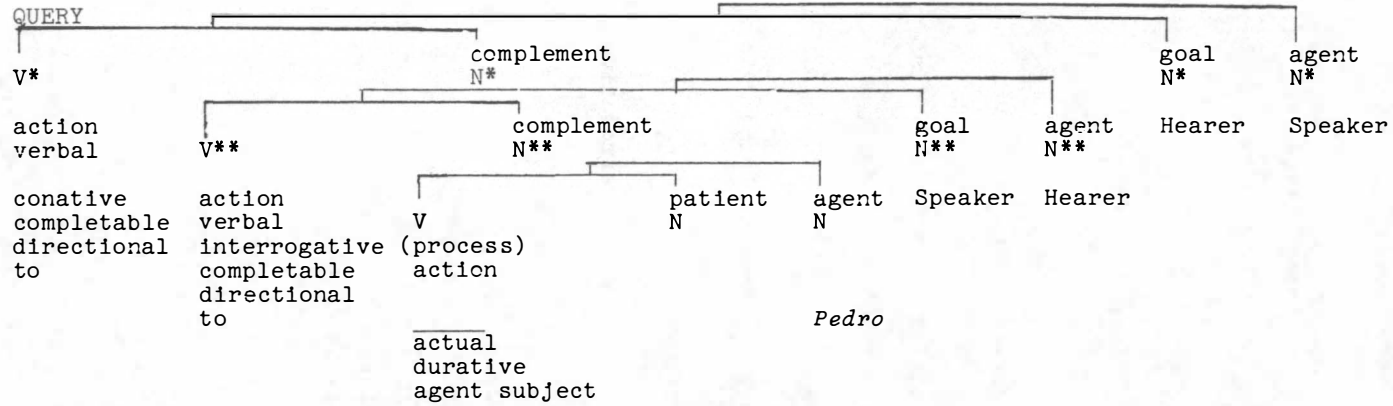 QUERY
complement goal agent
V* N* N* N*
action complement goal agent Hearer Speaker
verbal V** N** N** N**
conative action patient agent Speaker Hearer
completable verbal V N N
directional interrogative (process)
to completable action
directional
to Pedro
actual
durative
agent subject